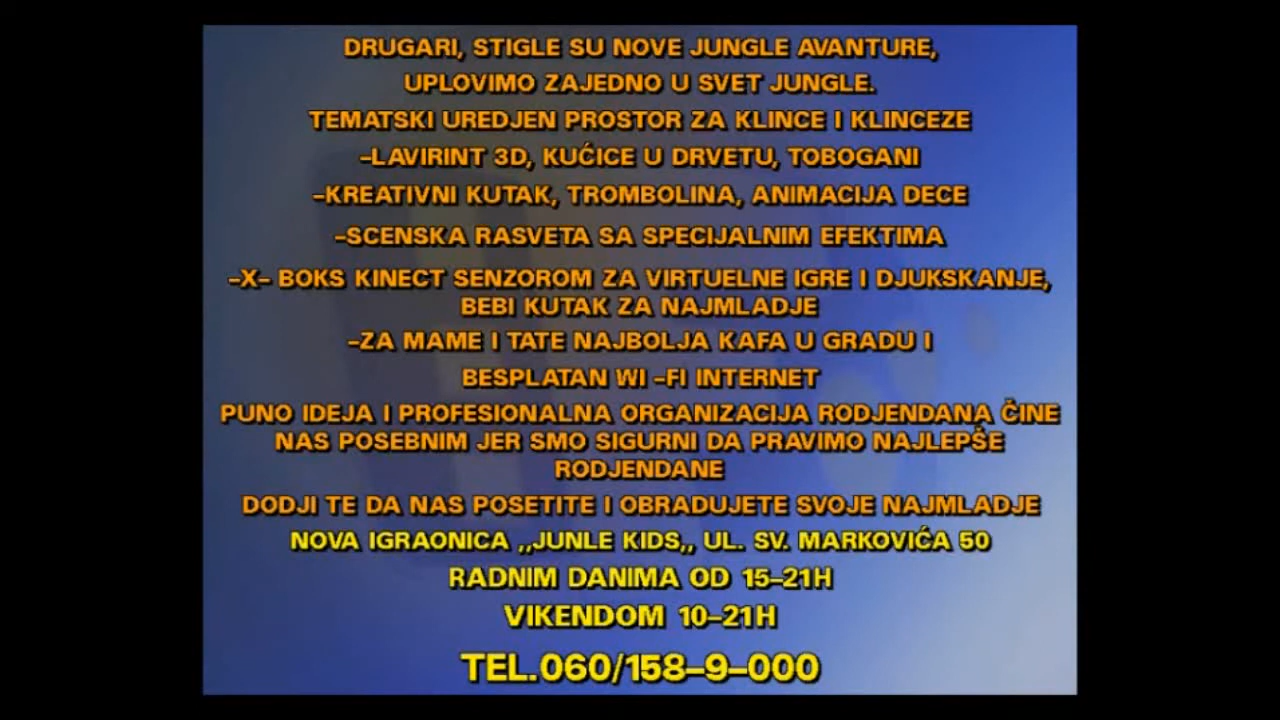 DRUGARI, STIGLE SU NOVE JUNGLE AVANTURE,
UPLOVIMO ZAJEDNO U SVET JUNGLE.
TEMATSKI UREDJEN PROSTOR ZA KLINCE I KLINCEZE
-LAVIRINT 3D, KUĆICE U DRVETU, TOBOGANI
-KREATIVNI KUTAK, TROMBOLINA, ANIMACIJA DECE
-SCENSKA RASVETA SA SPECIJALNIM EFEKTIMA
-X- BOKS KINECT SENZOROM ZA VIRTUELNE IGRE I DJUKSKANJE,
BEBI KUTAK ZA NAJMLADJE
-ZA MAME I TATE NAJBOLJA KAFA U GRADU I
BESPLATAN WI -FI INTERNET
PUNO IDEJA I PROFESIONALNA ORGANIZACIJA RODJENDANA ČINE
NAS POSEBNIM JER SMO SIGURNI DA PRAVIMO NAJLEPŠE
RODJENDANE
DODJI TE DA NAS POSETITE I OBRADUJETE SVOJE NAJMLADJE
NOVA IGRAONICA ,,JUNLE KIDS,, UL. SV. MARKOVIĆA 50
RADNIM DANIMA OD 15-21H
VIKENDOM 10-21H
TEL.060/158-9-000